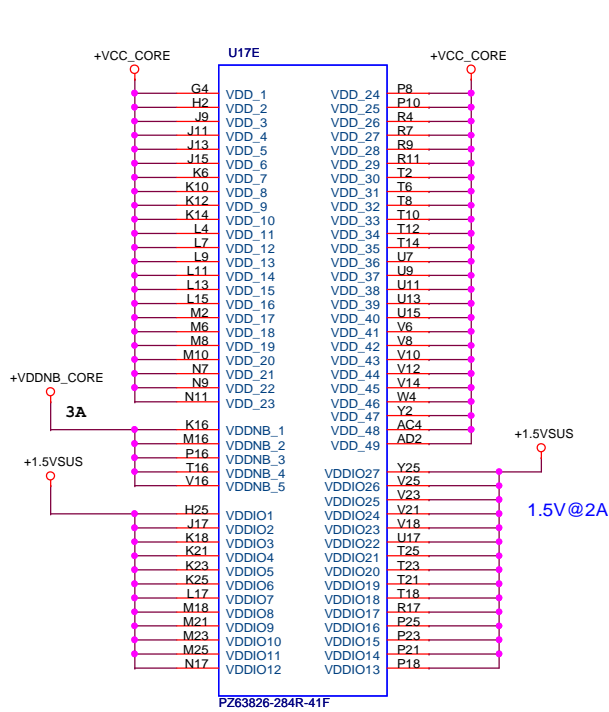 U17E
+VCC_CORE +VCC_CORE
G4 VDD_1 VDD_24 P8
H2 VDD_2 VDD_25 P10
J9 VDD_3 VDD_26 R4
J11 VDD_4 VDD_27 R7
J13 VDD_5 VDD_28 R9
J15 VDD_6 VDD_29 R11
K6 VDD_7 VDD_30 T2
K10 VDD_8 VDD_31 T6
K12 VDD_9 VDD_32 T8
K14 VDD_10 VDD_33 T10
L4 VDD_11 VDD_34 T12
L7 VDD_12 VDD_35 T14
L9 VDD_13 VDD_36 U7
L11 VDD_14 VDD_37 U9
L13 VDD_15 VDD_38 U11
L15 VDD_16 VDD_39 U13
M2 VDD_17 VDD_40 U15
M6 VDD_18 VDD_41 V6
M8 VDD_19 VDD_42 V8
M10 VDD_20 VDD_43 V10
N7 VDD_21 VDD_44 V12
N9 VDD_22 VDD_45 V14
N11 VDD_23 VDD_46 W4
+VDDNB_CORE
3A
VDD_47 Y2
K16 VDDNB_1 VDD_48 AC4
M16 VDDNB_2 VDD_49 AD2
P16 VDDNB_3
T16 VDDNB_4 VDDIO27 Y25
V16 VDDNB_5 VDDIO26 V25
+1.5VSUS
+1.5VSUS
VDDIO25 V23
H25 VDDIO1 VDDIO24 V21
J17 VDDIO2 VDDIO23 V18
K18 VDDIO3 VDDIO22 U17
K21 VDDIO4 VDDIO21 T25
K23 VDDIO5 VDDIO20 T23
K25 VDDIO6 VDDIO19 T21
L17 VDDIO7 VDDIO18 T18
M18 VDDIO8 VDDIO17 R17
M21 VDDIO9 VDDIO16 P25
M23 VDDIO10 VDDIO15 P23
M25 VDDIO11 VDDIO14 P21
N17 VDDIO12 VDDIO13 P18
1.5V@2A
PZ63826-284R-41F